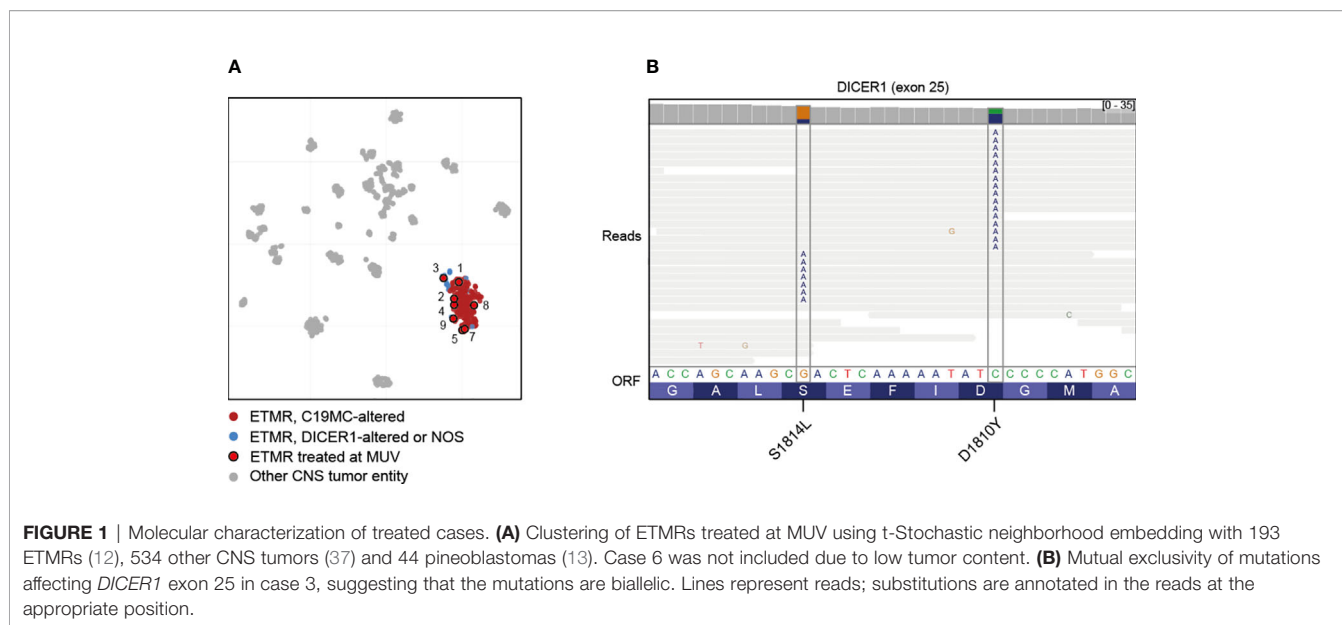 A
B
DICER1 (exon 25)
[0 - 35]
A
A
A
A
A
A
A
A
A
A
A
A
A
G
A
A
A
A
A
A
A
A
A
A
C
T G
Reads
3 1
2
4 8
9
5 7
ORF
A C C A G C A A G C G A C T C A A A A A T A T C C C C C A T G G C
G A L S E F I D G M A
S1814L
D1810Y
ETMR, C19MC-altered
ETMR, DICER1-altered or NOS
ETMR treated at MUV
Other CNS tumor entity
FIGURE 1 | Molecular characterization of treated cases. (A) Clustering of ETMRs treated at MUV using t-Stochastic neighborhood embedding with 193
ETMRs (12), 534 other CNS tumors (37) and 44 pineoblastomas (13). Case 6 was not included due to low tumor content. (B) Mutual exclusivity of mutations
affecting DICER1 exon 25 in case 3, suggesting that the mutations are biallelic. Lines represent reads; substitutions are annotated in the reads at the
appropriate position.